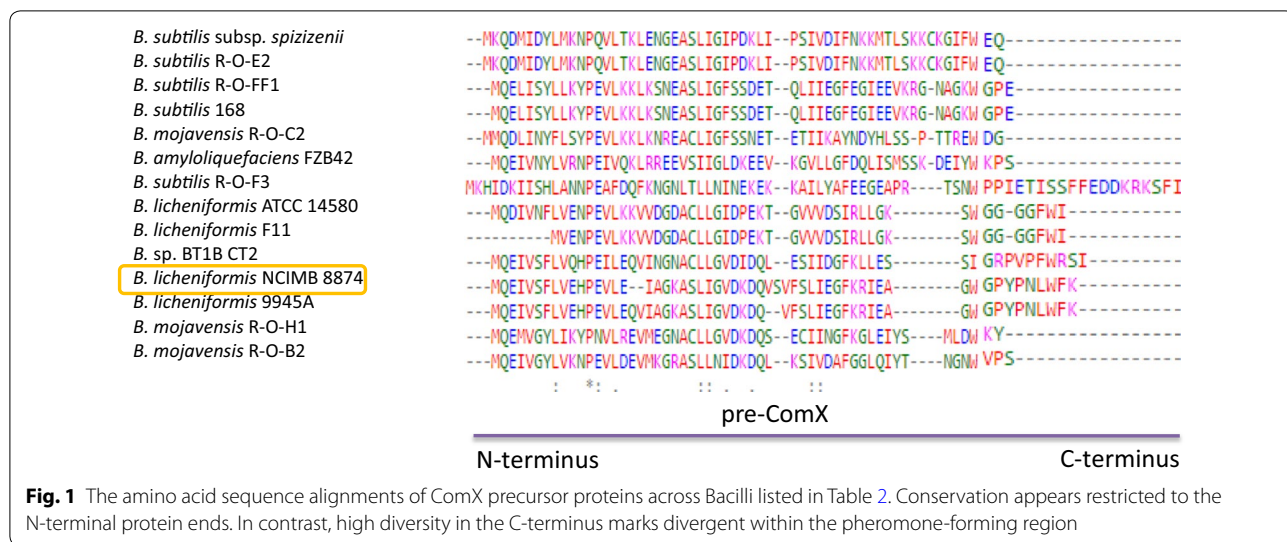 B. subtilis subsp. spizizenii --MKQDMIDYLMKNPQVLTKLENGEASLIGIPDKLI--PSIVDIFNKKMTLSKKCKGIFW EQ------------------
B. subtilis R-O-E2 --MKQDMIDYLMKNPQVLTKLENGEASLIGIPDKLI--PSIVDIFNKKMTLSKKCKGIFW EQ------------------
B. subtilis R-O-FF1 --MQELISYLLKYPEVLKKLKSNEASLIGFSSDET--QLIIEGFEGIEEVKRG-NAGKW GPE-----------------
B. subtilis 168 --MQELISYLLKYPEVLKKLKSNEASLIGFSSDET--QLIIEGFEGIEEVKRG-NAGKW GPE-----------------
B. mojavensis R-O-C2 --MMQDLINYFLSYPEVLKKLKNREACLIGFSSNET--ETIIKAYNDYHLSS-P-TTREW DG------------------
B. amyloliquefaciens FZB42 --MQEIVNYLVRNPEIVQKLRREEVSIIGLDKEEV--KGVLLGFDQLISMSSK-DEIYW KPS-----------------
B. subtilis R-O-F3 MKHIDKIISHLANNPEAFDQFKNGNLTLLNINEKEK--KAILYAFEEGEAPR----TSNW PPIETISSFFEDDKRKSFI
B. licheniformis ATCC 14580 --MQDIVNFLVENPEVLKKVVDGDACLLGIDPEKT--GVVVDSIRLLGK--------SW GG-GGFWI------------
B. licheniformis F11 ---------MVENPEVLKKVVDGDACLLGIDPEKT--GVVVDSIRLLGK--------SW GG-GGFWI------------
B. sp. BT1B CT2 --MQEIVSFLVQHPEILEQVINGNACLLGVDIDQL--ESIIDGFKLLES--------SI GRPVPFWRSI----------
B. licheniformis NCIMB 8874 --MQEIVSFLVEHPEVLE--IAGKASLIGVDKDQVSVFSLIEGFKRIEA--------GW GPYPNLWFK-----------
B. licheniformis 9945A --MQEIVSFLVEHPEVLEQVIAGKASLIGVDKDQ--VFSLIEGFKRIEA--------GW GPYPNLWFK-----------
B. mojavensis R-O-H1 --MQEMVGYLIKYPNVLREVMEGNACLLGVDKDQS--ECIINGFKGLEIYS---MLDW KY------------------
B. mojavensis R-O-B2 --MQEIVGYLVKNPEVLDEVMKGRASLLNIDKDQL--KSIVDAFGGLQIYT---NGNW VPS-----------------
: *: . :: . . ::
pre-ComX
N-terminus C-terminus
Fig. 1 The amino acid sequence alignments of ComX precursor proteins across Bacilli listed in Table 2. Conservation appears restricted to the
N-terminal protein ends. In contrast, high diversity in the C-terminus marks divergent within the pheromone-forming region